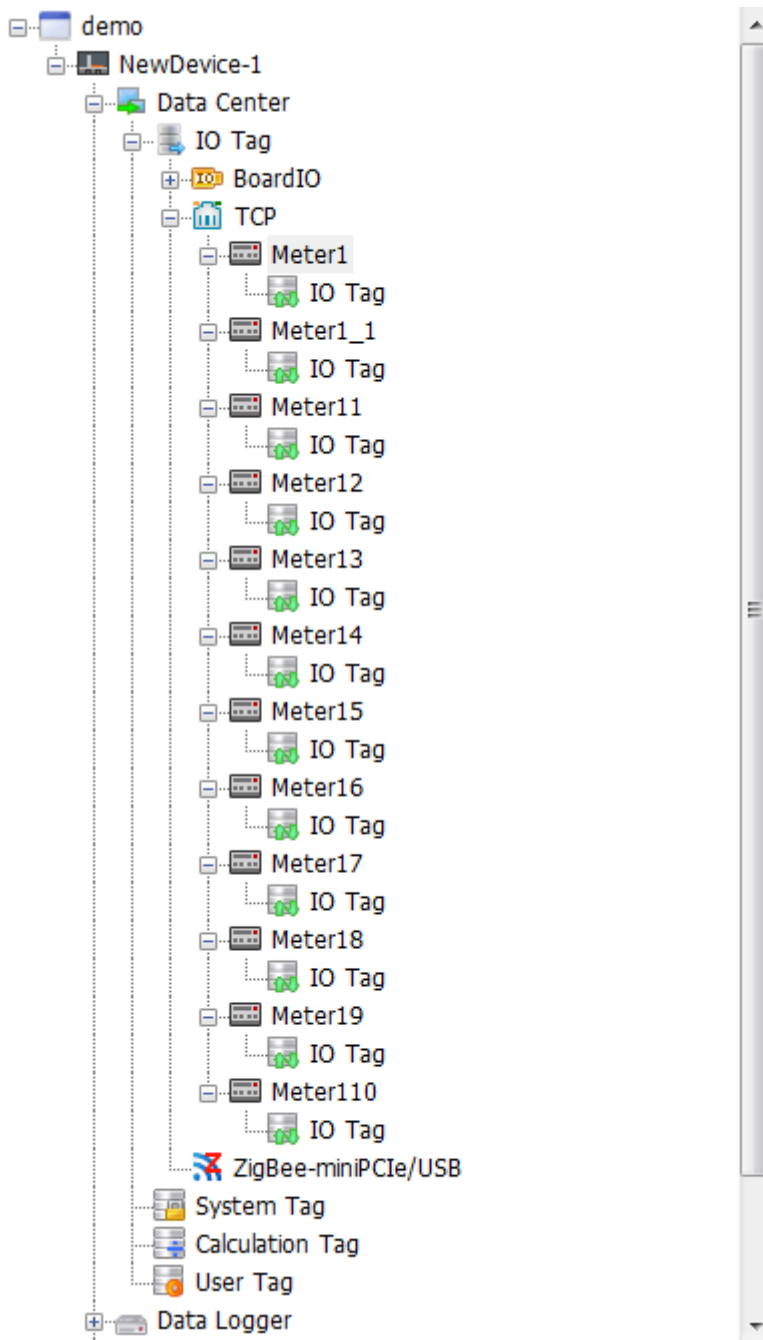 demo
NewDevice-1
Data Center
IO Tag
BoardIO
TCP
Meter1
IO Tag
Meter1_1
IO Tag
Meter11
IO Tag
Meter12
IO Tag
Meter13
IO Tag
Meter14
IO Tag
Meter15
IO Tag
Meter16
IO Tag
Meter17
IO Tag
Meter18
IO Tag
Meter19
IO Tag
Meter110
IO Tag
ZigBee-miniPCIe/USB
System Tag
Calculation Tag
User Tag
Data Logger